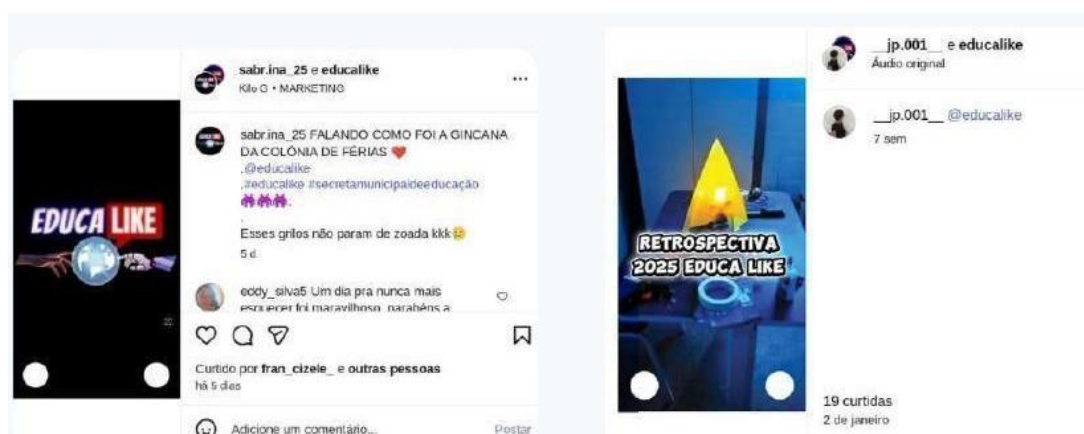 EDUCA LIKE
sabr.ina_25 e educalike
Kilo G • MARKETING
sabr.ina_25 FALANDO COMO FOI A GINCANA
DA COLÔNIA DE FÉRIAS ❤️
.@educalike
.#educalike #secretamunicipaldeeducação
.
Esses grilos não param de zoada kkk
5 d
eddy_silva5 Um dia pra nunca mais
esquecer foi maravilhoso, parabéns a
Curtido por fran_cizele_ e outras pessoas
há 5 dias
Adicione um comentário...
Postar
RETROSPECTIVA
2025 EDUCA LIKE
__jp.001__ e educalike
Áudio original
__jp.001__ @educalike
7 sem
19 curtidas
2 de janeiro